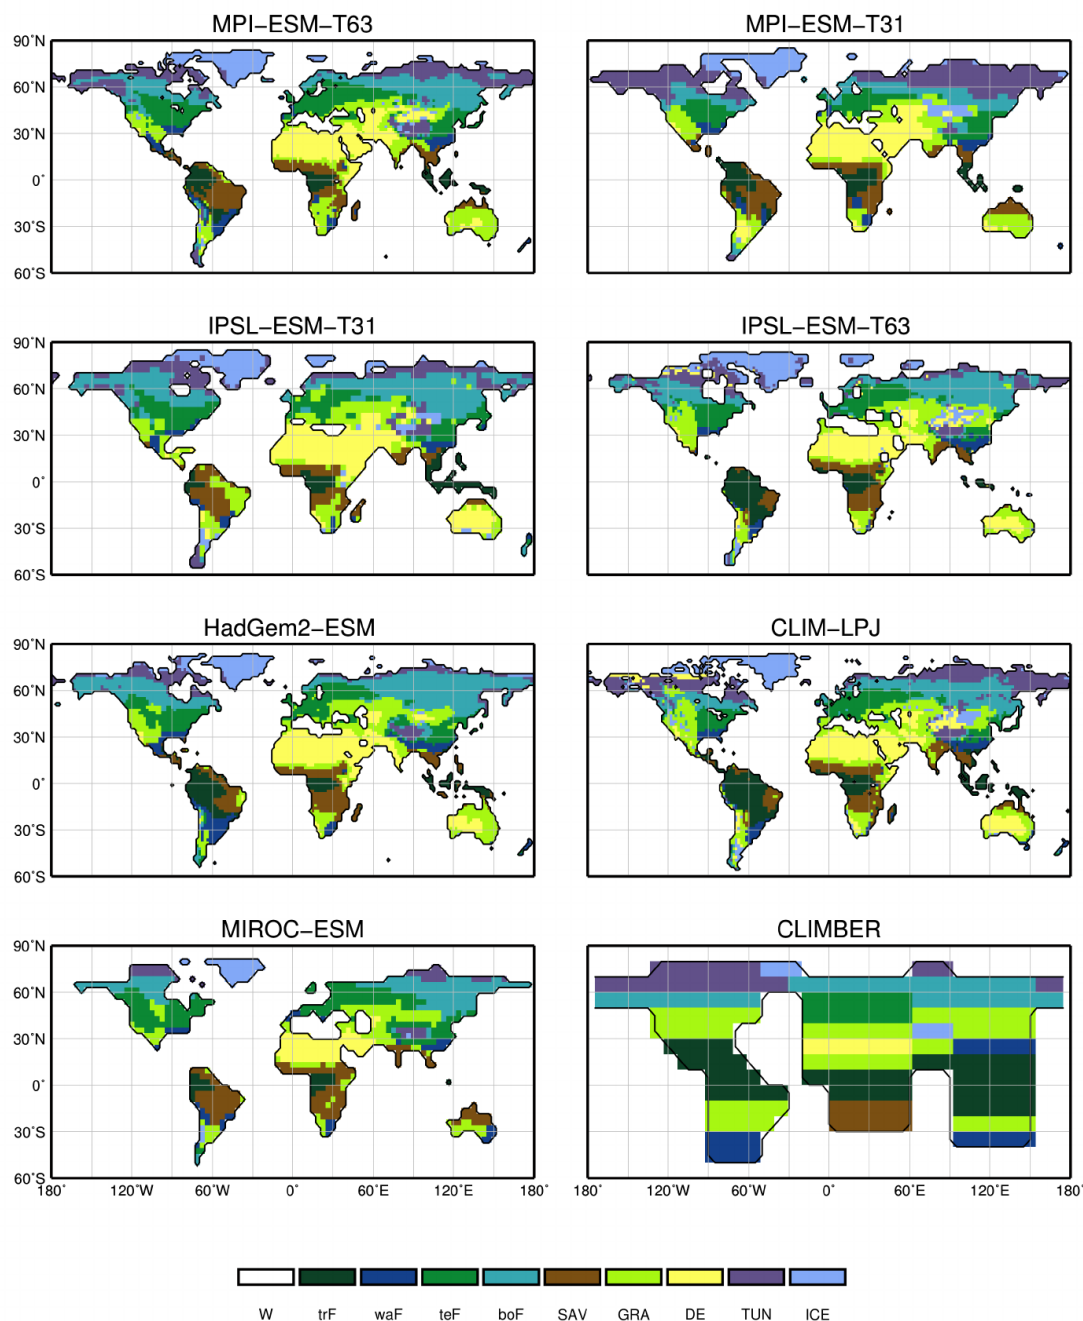 MPI−ESM−T63 MPI−ESM−T31
90˚N
60˚N
30˚N
0˚
30˚S
60˚S
IPSL−ESM−T31 IPSL−ESM−T63
90˚N
60˚N
30˚N
0˚
30˚S
60˚S
HadGem2−ESM CLIM−LPJ
90˚N
60˚N
30˚N
0˚
30˚S
60˚S
MIROC−ESM CLIMBER
90˚N
60˚N
30˚N
0˚
30˚S
60˚S
180˚ 120˚W 60˚W 0˚ 60˚E 120˚E 180˚ 180˚ 120˚W 60˚W 0˚ 60˚E 120˚E 180˚
W trF waF teF boF SAV GRA DE TUN ICE